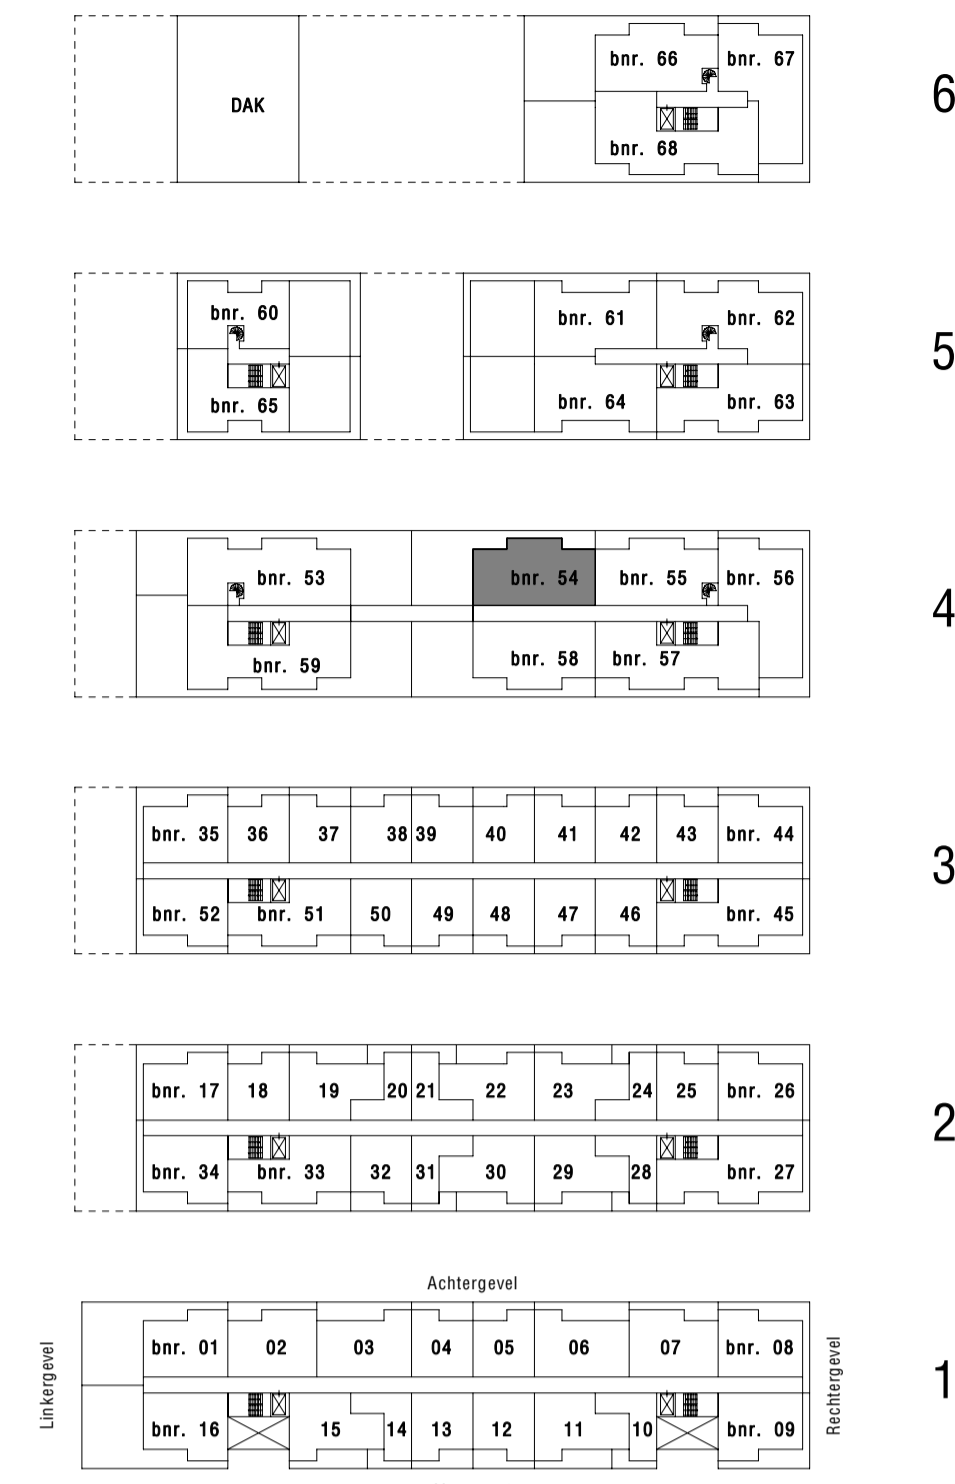 bnr. 66 bnr. 67
DAK
6
bnr. 68
bnr. 60 bnr. 61 bnr. 62
5
bnr. 65 bnr. 64 bnr. 63
bnr. 53 bnr. 54 bnr. 55 bnr. 56
4
bnr. 59 bnr. 58 bnr. 57
bnr. 35 36 37 38 39 40 41 42 43 bnr. 44
3
bnr. 52 bnr. 51 50 49 48 47 46 bnr. 45
bnr. 17 18 19 20 21 22 23 24 25 bnr. 26
2
bnr. 34 bnr. 33 32 31 30 29 28 bnr. 27
Achtergevel
bnr. 01 02 03 04 05 06 07 bnr. 08
Linkergevel
Rechtergevel
1
bnr. 16 15 14 13 12 11 10 bnr. 09